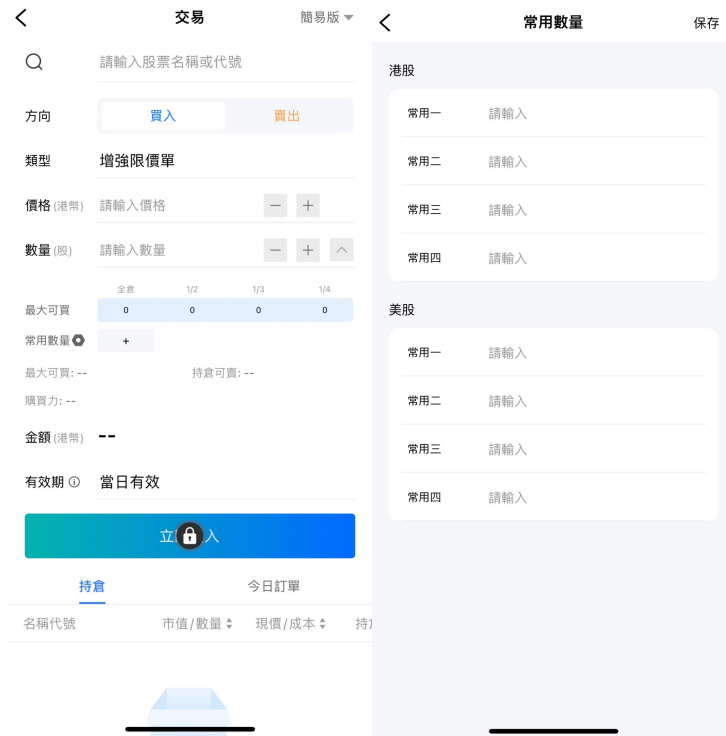 交易
簡易版
請輸入股票名稱或代號
方向 買入 賣出
類型 增強限價單
價格(港幣) 請輸入價格
數量(股) 請輸入數量
全倉 1/2 1/3 1/4
最大可買 0 0 0 0
常用數量 +
最大可買: -- 持倉可賣: --
購買力: --
金額(港幣) --
有效期 當日有效
立 入
持倉 今日訂單
名稱代號 市值/數量 現價/成本
常用數量 保存
港股
常用一 請輸入
常用二 請輸入
常用三 請輸入
常用四 請輸入
美股
常用一 請輸入
常用二 請輸入
常用三 請輸入
常用四 請輸入